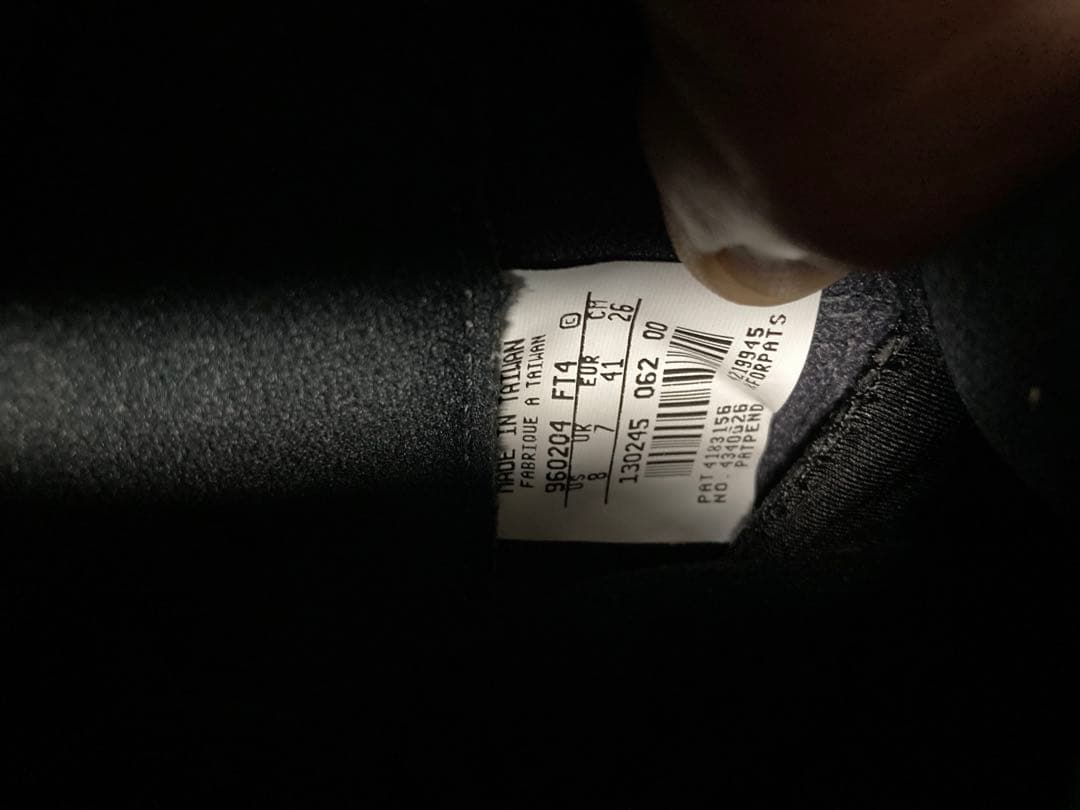 MADE IN TAIWAN
FABRIQUE A TAIWAN
960204 FT4 C
US UK EUR CM
8 7 41 26
130245 062 00
PAT 4183156 4219945
NO. 4340626 *FORPATS
PATPEND